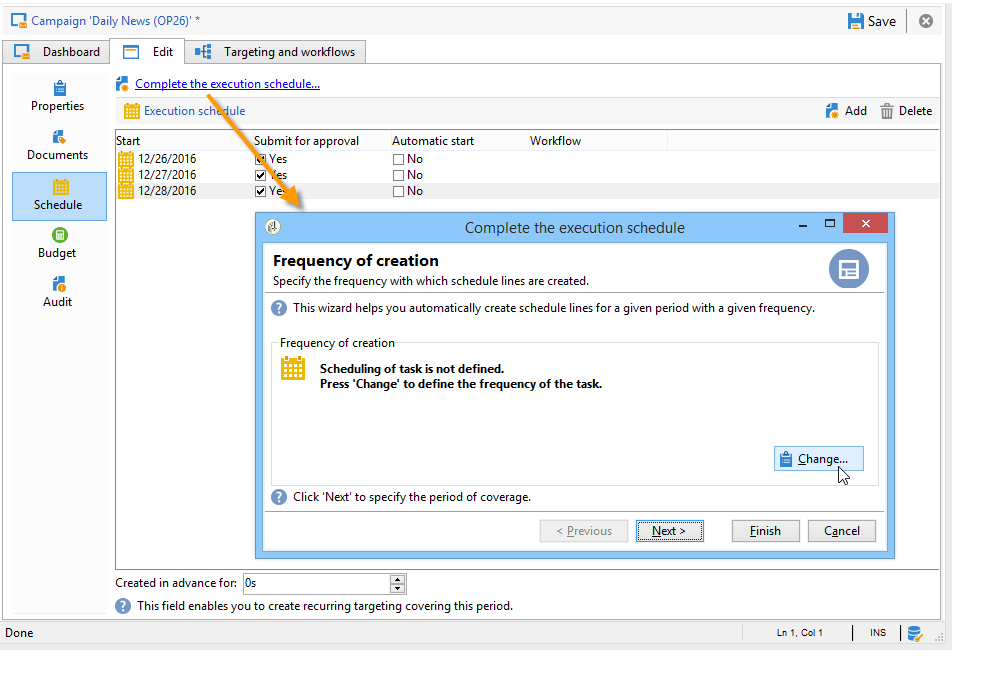 Campaign 'Daily News (OP26)' *
Save
Dashboard
Edit
Targeting and workflows
Properties
Documents
Schedule
Budget
Audit
Complete the execution schedule...
Execution schedule
Add
Delete
Start Submit for approval Automatic start Workflow
12/26/2016 Yes No
12/27/2016 Yes No
12/28/2016 Yes No
Complete the execution schedule
Frequency of creation
Specify the frequency with which schedule lines are created.
This wizard helps you automatically create schedule lines for a given period with a given frequency.
Frequency of creation
Scheduling of task is not defined.
Press 'Change' to define the frequency of the task.
Change...
Click 'Next' to specify the period of coverage.
< Previous
Next >
Finish
Cancel
Created in advance for: 0s
This field enables you to create recurring targeting covering this period.
Done
Ln 1, Col 1
INS